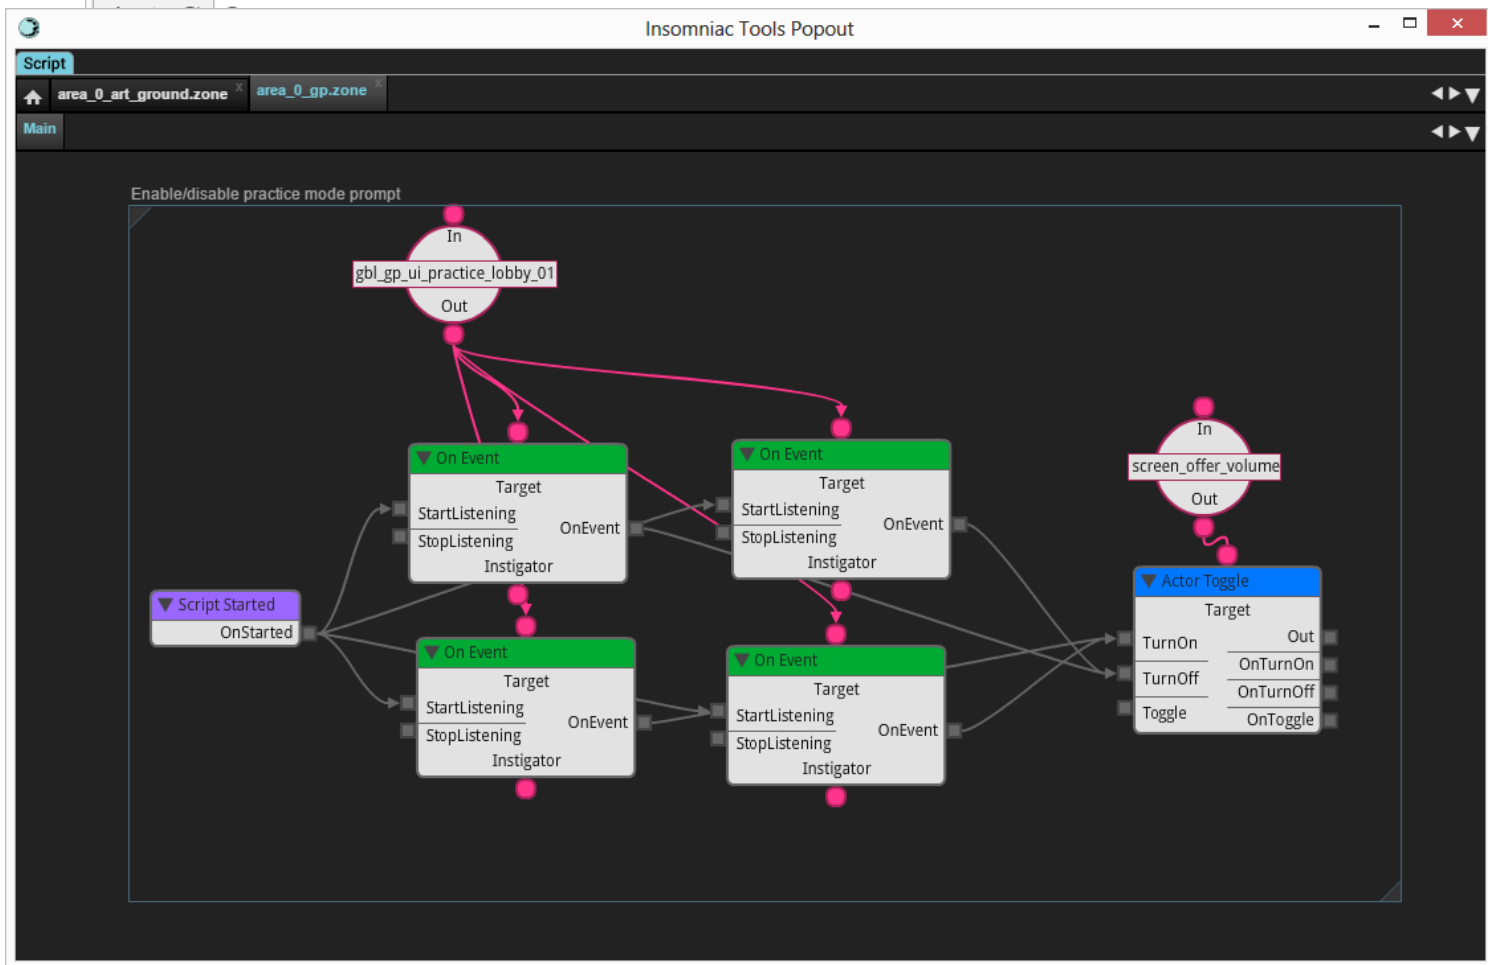 Insomniac Tools Popout
Script
area_0_art_ground.zone x area_0_gp.zone x
Main
Enable/disable practice mode prompt
In
gbl_gp_ui_practice_lobby_01
Out
On Event
Target
StartListening
OnEvent
StopListening
Instigator
On Event
Target
StartListening
OnEvent
StopListening
Instigator
In
screen_offer_volume
Out
Script Started
OnStarted
On Event
Target
StartListening
OnEvent
StopListening
Instigator
On Event
Target
StartListening
OnEvent
StopListening
Instigator
Actor Toggle
Target
TurnOn
Out
OnTurnOn
TurnOff
OnTurnOff
Toggle
OnToggle